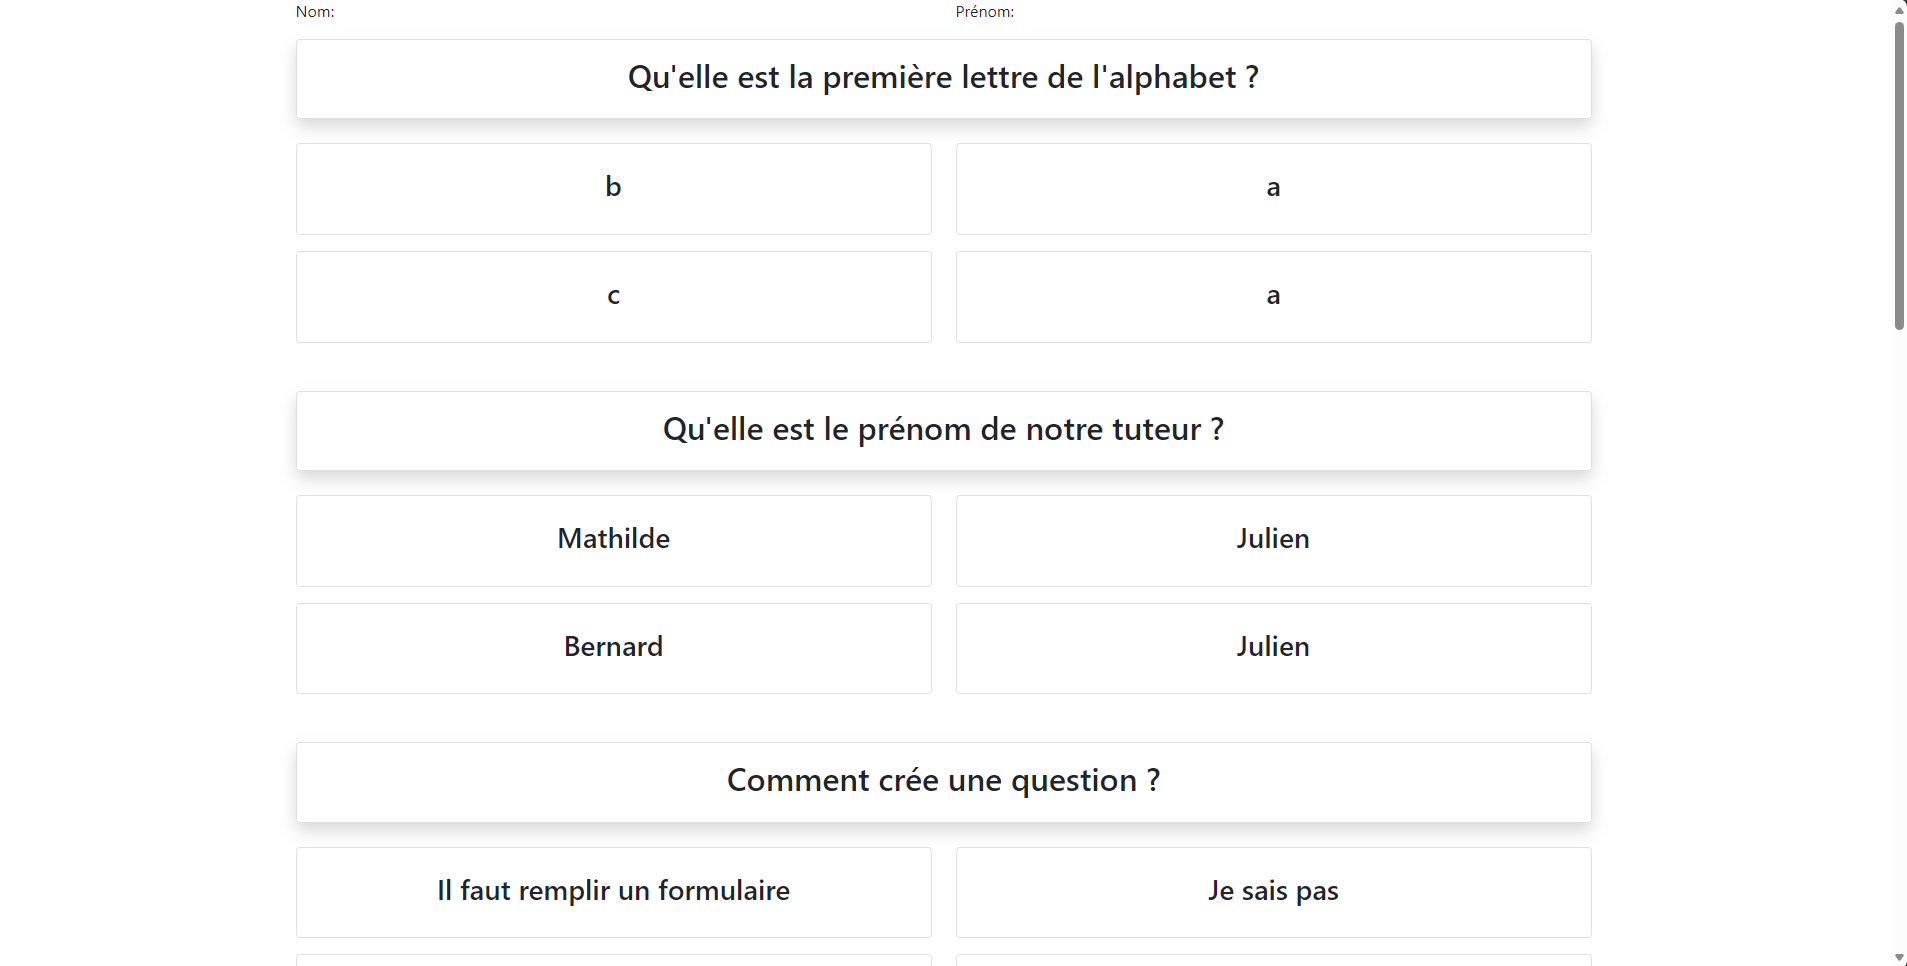 Nom: Prénom:
Qu'elle est la première lettre de l'alphabet ?
b a
c a
Qu'elle est le prénom de notre tuteur ?
Mathilde Julien
Bernard Julien
Comment crée une question ?
Il faut remplir un formulaire Je sais pas